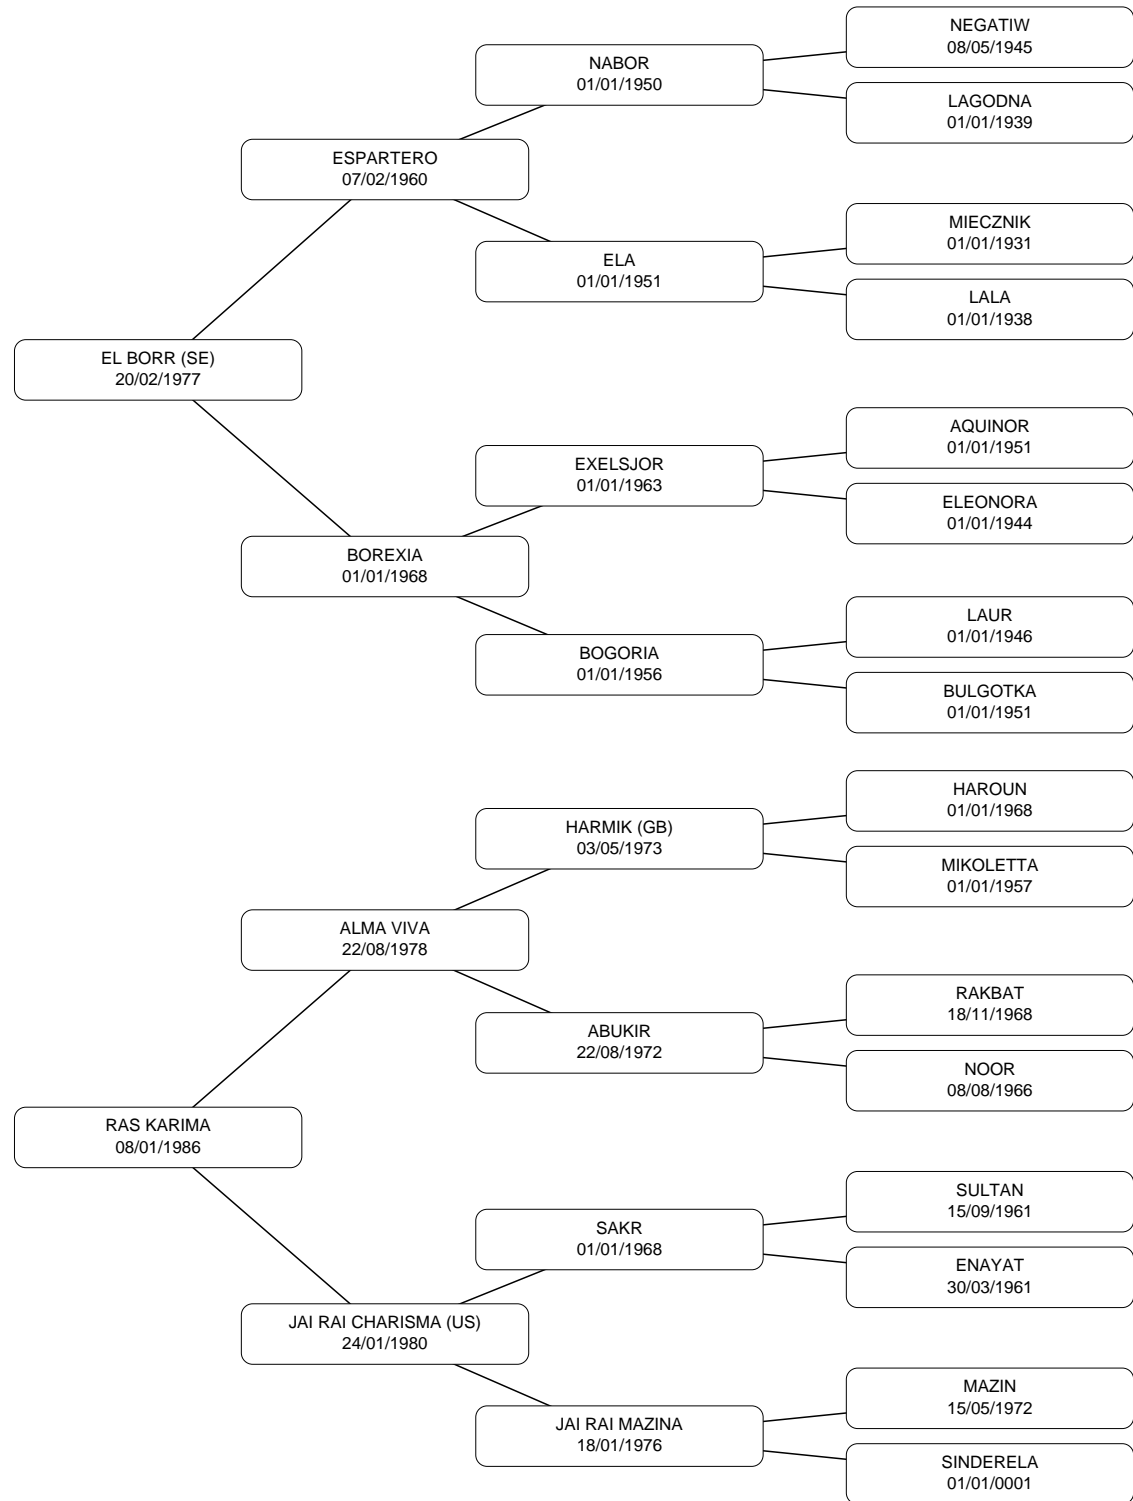 NEGATIW
08/05/1945
NABOR
01/01/1950
LAGODNA
01/01/1939
ESPARTERO
07/02/1960
MIECZNIK
01/01/1931
ELA
01/01/1951
LALA
01/01/1938
EL BORR (SE)
20/02/1977
AQUINOR
01/01/1951
EXELSJOR
01/01/1963
ELEONORA
01/01/1944
BOREXIA
01/01/1968
LAUR
01/01/1946
BOGORIA
01/01/1956
BULGOTKA
01/01/1951
HAROUN
01/01/1968
HARMIK (GB)
03/05/1973
MIKOLETTA
01/01/1957
ALMA VIVA
22/08/1978
RAKBAT
18/11/1968
ABUKIR
22/08/1972
NOOR
08/08/1966
RAS KARIMA
08/01/1986
SULTAN
15/09/1961
SAKR
01/01/1968
ENAYAT
30/03/1961
JAI RAI CHARISMA (US)
24/01/1980
MAZIN
15/05/1972
JAI RAI MAZINA
18/01/1976
SINDERELA
01/01/0001